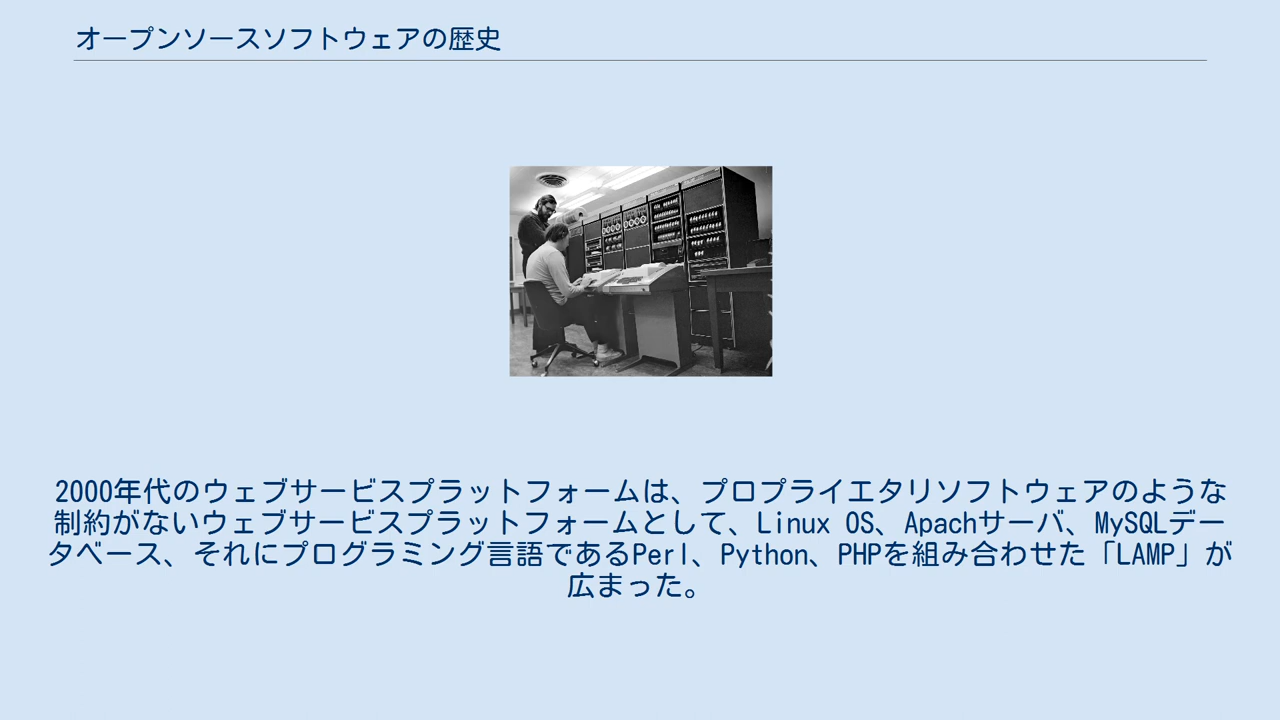 オープンソースソフトウェアの歴史
2000年代のウェブサービスプラットフォームは、プロプライエタリソフトウェアのような
制約がないウェブサービスプラットフォームとして、Linux OS、Apachサーバ、MySQLデー
タベース、それにプログラミング言語であるPerl、Python、PHPを組み合わせた「LAMP」が
広まった。